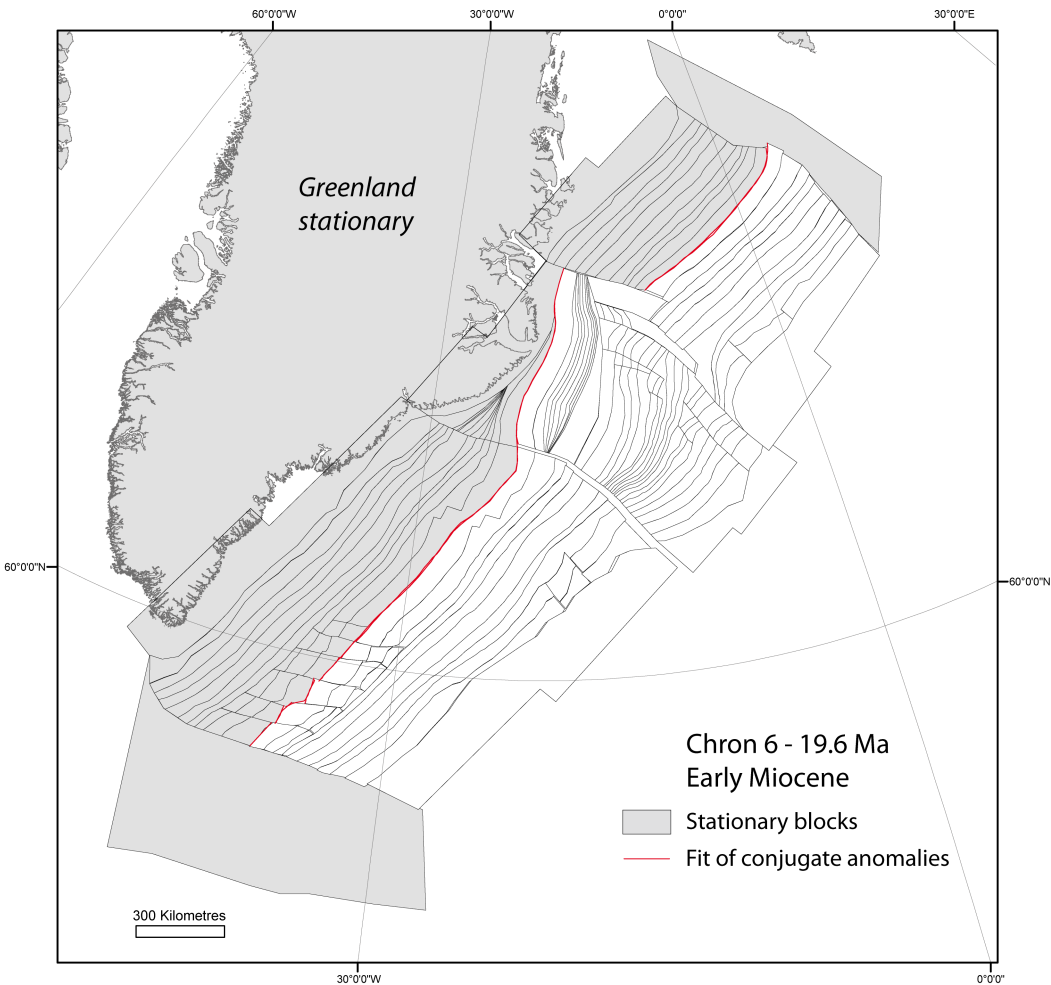 60°0'0"W
30°0'0"W
0°0'0"
30°0'0"E
Greenland
stationary
60°0'0"N
60°0'0"N
Chron 6 - 19.6 Ma
Early Miocene
Stationary blocks
Fit of conjugate anomalies
300 Kilometres
30°0'0"W
0°0'0"